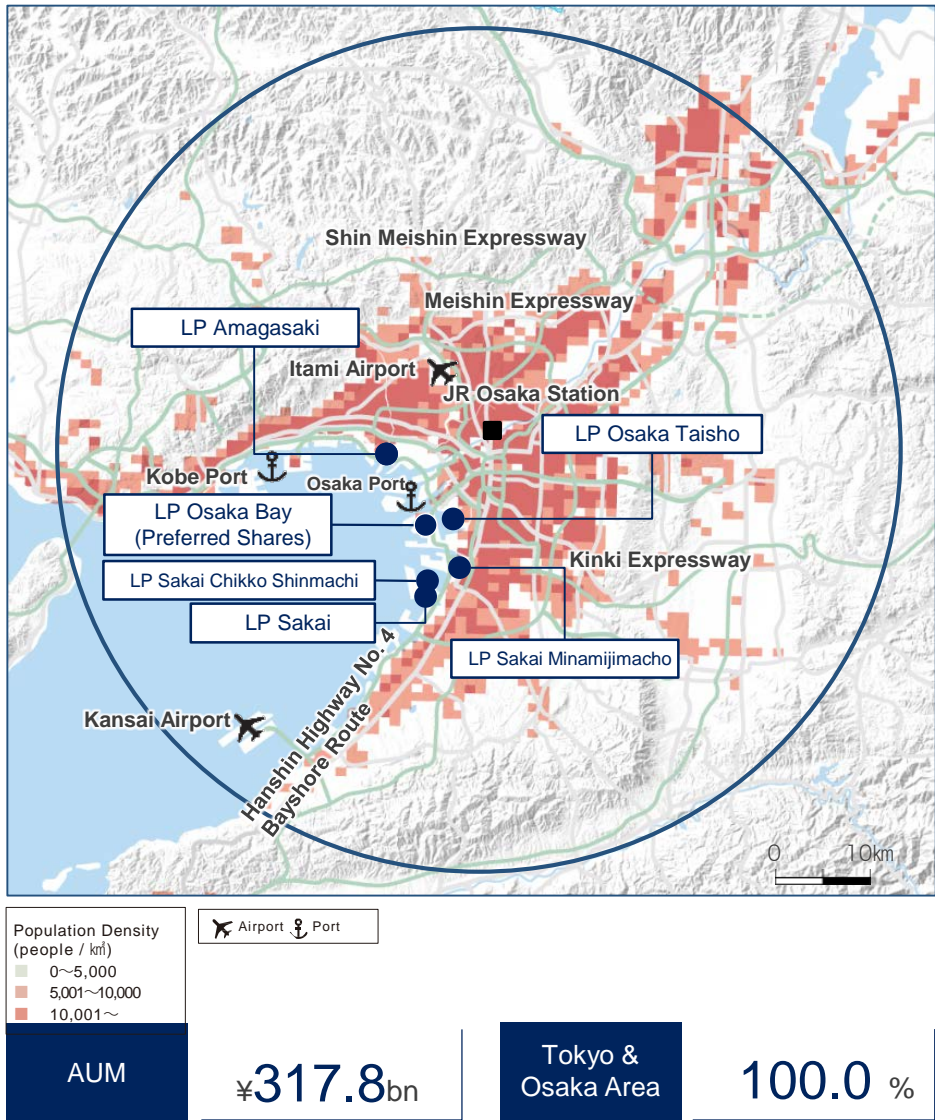 Shin Meishin Expressway
Meishin Expressway
LP Amagasaki
Itami Airport
JR Osaka Station
LP Osaka Taisho
Kobe Port
Osaka Port
LP Osaka Bay
(Preferred Shares)
Kinki Expressway
LP Sakai Chikko Shinmachi
LP Sakai
LP Sakai Minamijimacho
Hanshin Highway No. 4
Bayshore Route
Kansai Airport
0 10km
Population Density
(people / ㎢)
0～5,000
5,001～10,000
10,001～
Airport Port
AUM
¥317.8bn
Tokyo &
Osaka Area
100.0 %